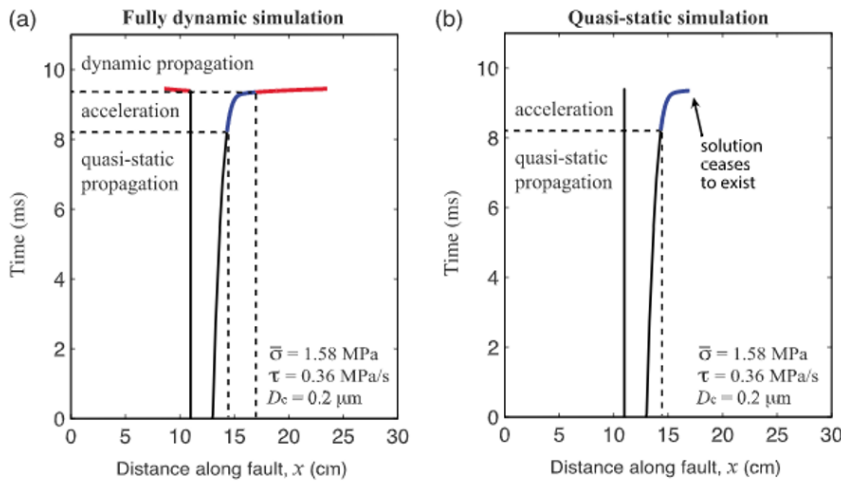 (a)
Fully dynamic simulation
dynamic propagation
acceleration
quasi-static
propagation
10
8
6
4
2
0
Time (ms)
σ̅ = 1.58 MPa
τ = 0.36 MPa/s
Dc = 0.2 μm
0 5 10 15 20 25 30
Distance along fault, x (cm)
(b)
Quasi-static simulation
acceleration
quasi-static
propagation
solution
ceases
to exist
10
8
6
4
2
0
Time (ms)
σ̅ = 1.58 MPa
τ = 0.36 MPa/s
Dc = 0.2 μm
0 5 10 15 20 25 30
Distance along fault, x (cm)